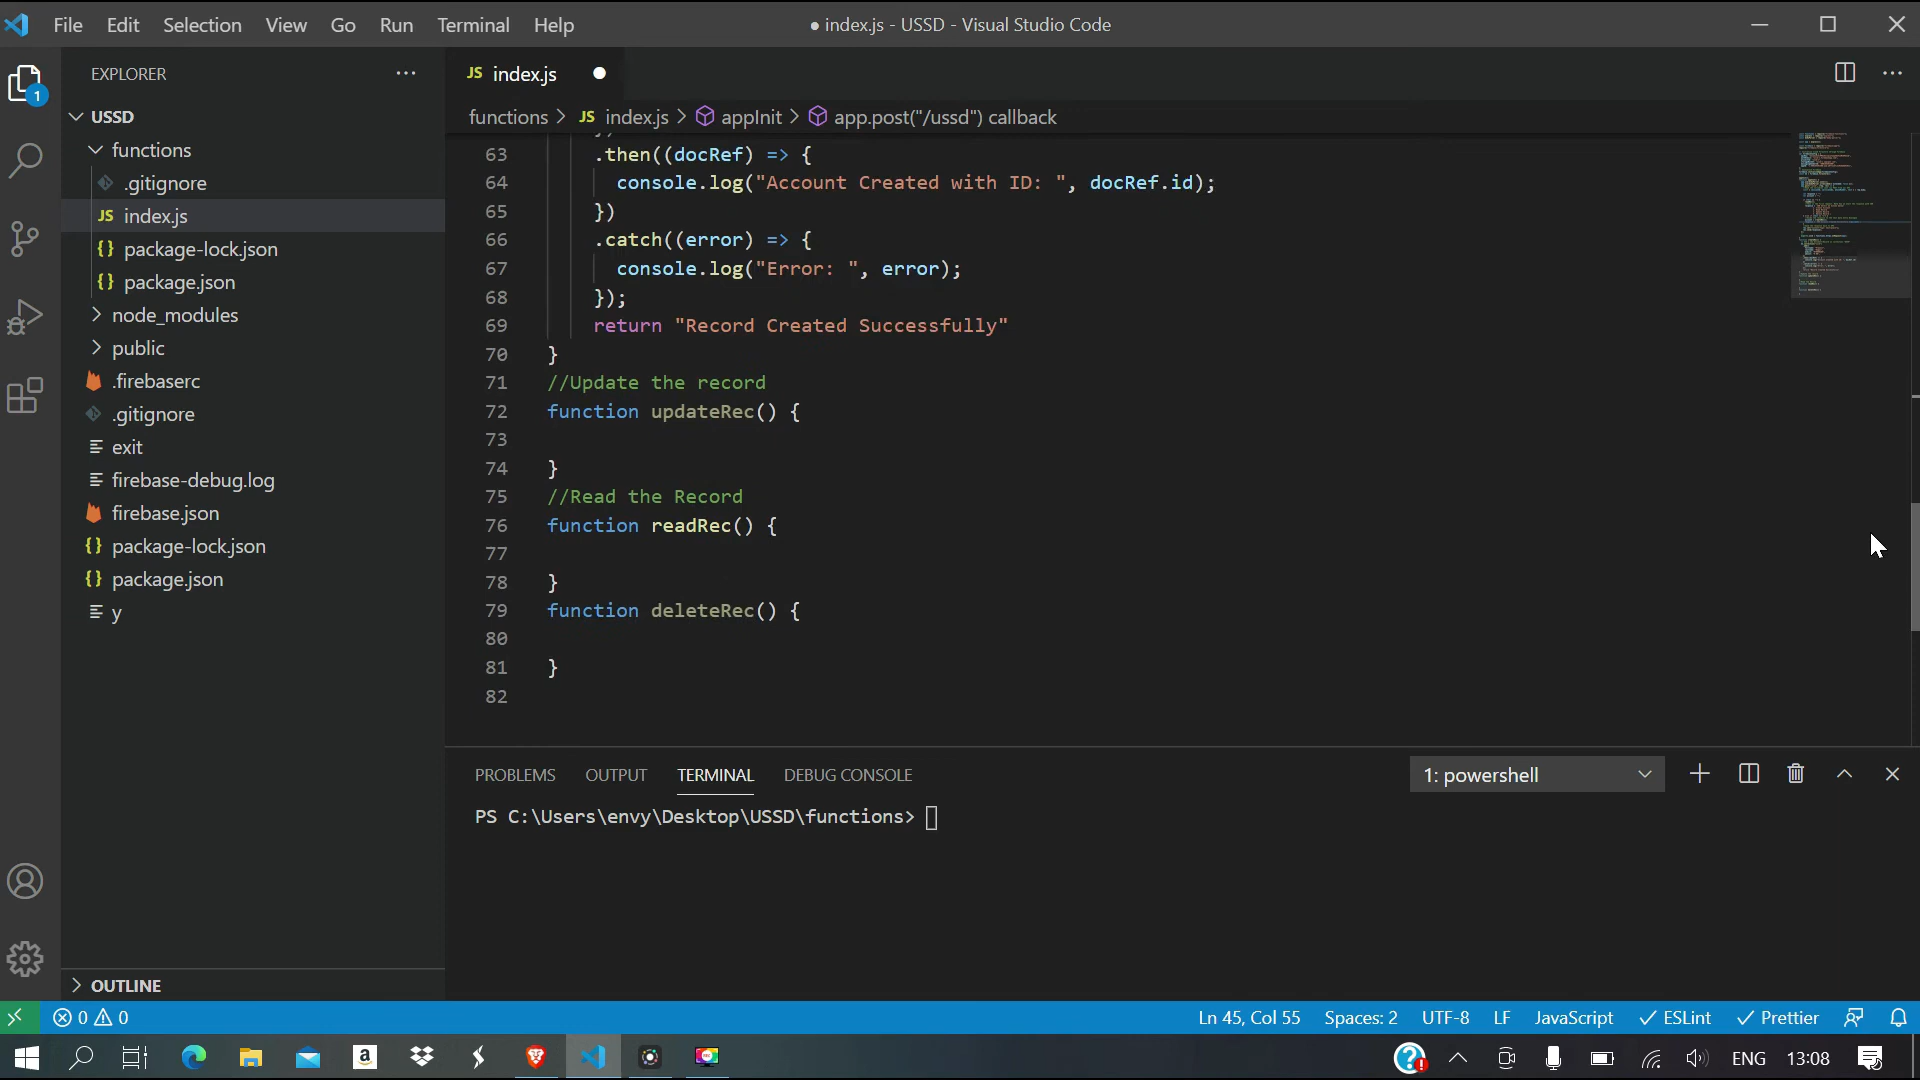 File Edit Selection View Go Run Terminal Help
● index.js - USSD - Visual Studio Code
EXPLORER
1
USSD
functions
.gitignore
JS index.js
{} package-lock.json
{} package.json
node_modules
public
.firebaserc
.gitignore
exit
firebase-debug.log
firebase.json
{} package-lock.json
{} package.json
y
OUTLINE
JS index.js
functions > JS index.js > appInit > app.post("/ussd") callback
63 .then((docRef) => {
64 console.log("Account Created with ID: ", docRef.id);
65 })
66 .catch((error) => {
67 console.log("Error: ", error);
68 });
69 return "Record Created Successfully"
70 }
71 //Update the record
72 function updateRec() {
73
74 }
75 //Read the Record
76 function readRec() {
77
78 }
79 function deleteRec() {
80
81 }
82
PROBLEMS OUTPUT TERMINAL DEBUG CONSOLE
1: powershell
PS C:\Users\envy\Desktop\USSD\functions>
0 0
Ln 45, Col 55 Spaces: 2 UTF-8 LF JavaScript ESLint Prettier
ENG 13:08